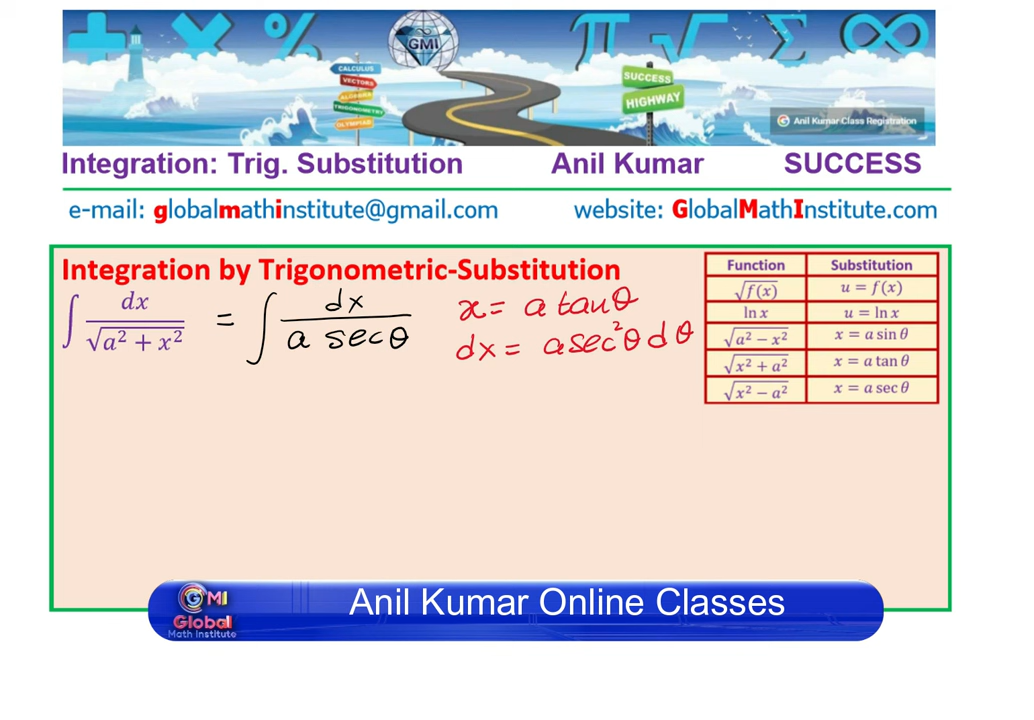 + × % GMI π √ Σ ∞
CALCULUS
VECTORS
ALGEBRA
TRIGONOMETRY
OLYMPIAD
SUCCESS
HIGHWAY
G Anil Kumar Class Registration
Integration: Trig. Substitution Anil Kumar SUCCESS
e-mail: globalmathinstitute@gmail.com website: GlobalMathInstitute.com
Integration by Trigonometric-Substitution
∫ dx / √(a² + x²) = ∫ dx / (a secθ)
x = a tanθ
dx = a sec²θ dθ
Function Substitution
√f(x) u = f(x)
ln x u = ln x
√(a² − x²) x = a sin θ
√(x² + a²) x = a tan θ
√(x² − a²) x = a sec θ
GMI
Global
Math Institute
Anil Kumar Online Classes